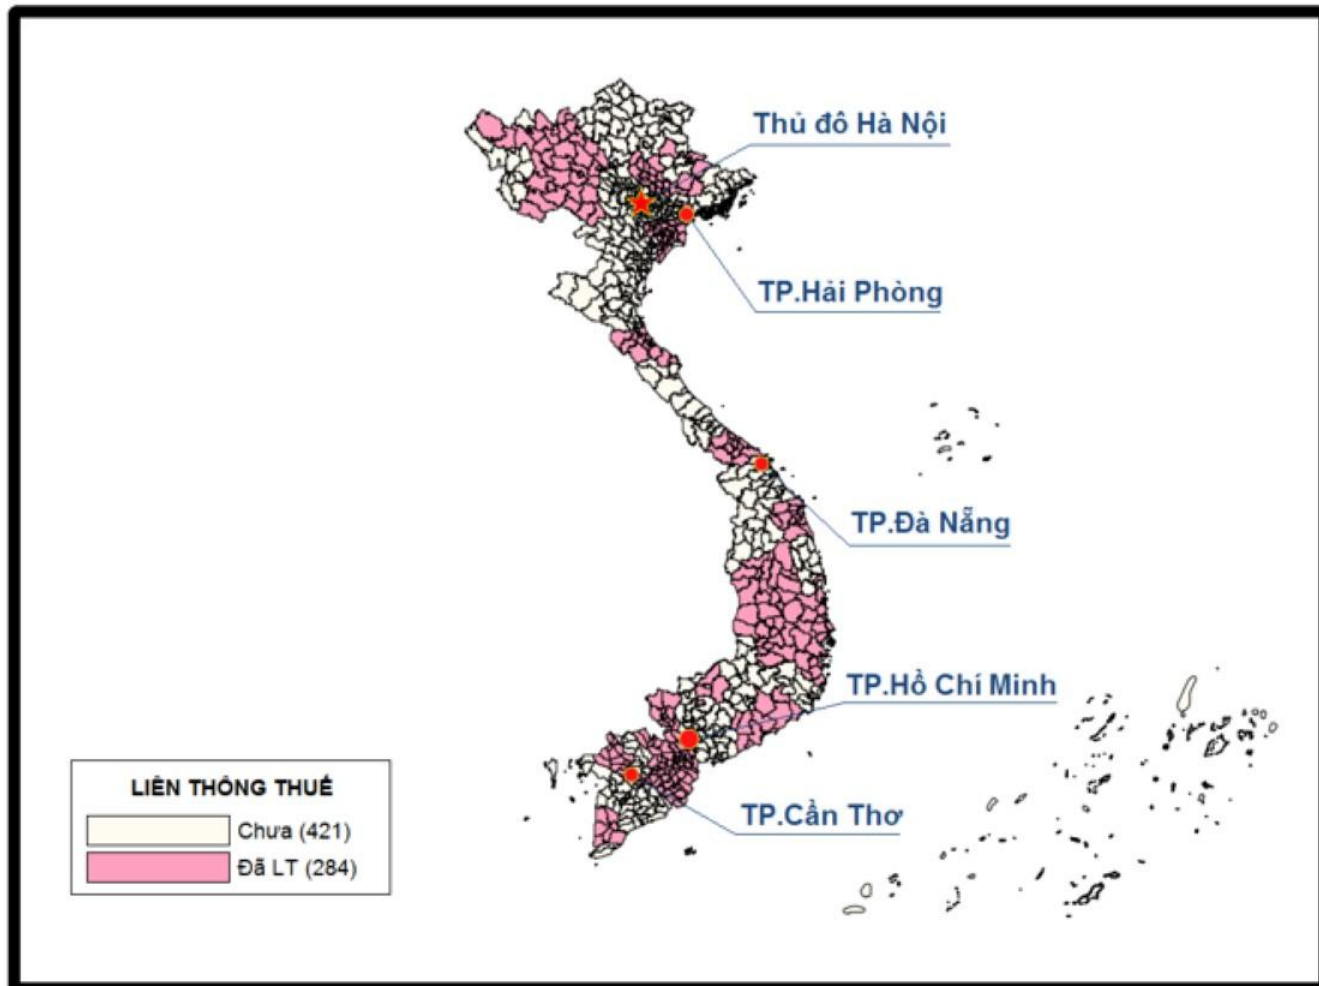 Thủ đô Hà Nội
TP.Hải Phòng
TP.Đà Nẵng
TP.Hồ Chí Minh
TP.Cần Thơ
LIÊN THÔNG THUẾ
Chưa (421)
Đã LT (284)